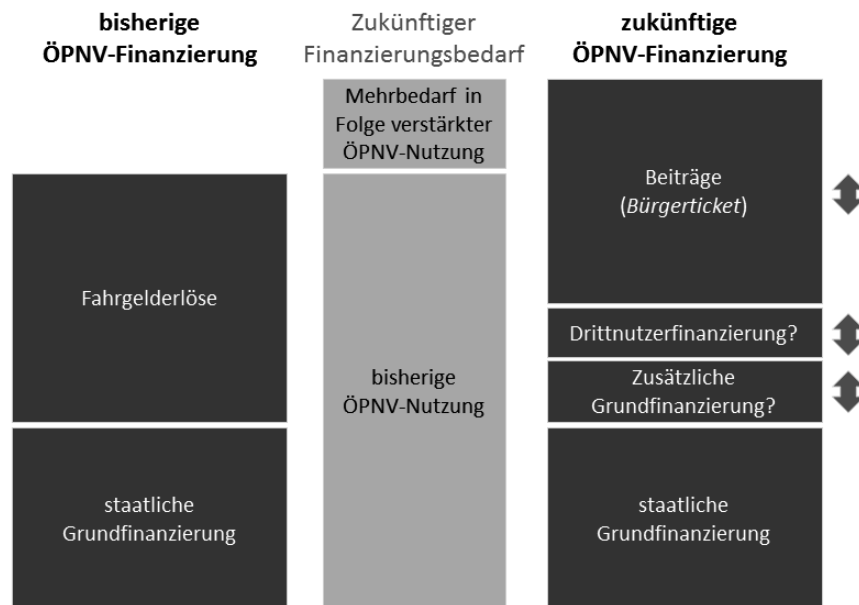 bisherige
ÖPNV-Finanzierung
Zukünftiger
Finanzierungsbedarf
zukünftige
ÖPNV-Finanzierung
Mehrbedarf in
Folge verstärkter
ÖPNV-Nutzung
Beiträge
(Bürgerticket)
Fahrgelderlöse
Drittnutzerfinanzierung?
bisherige
ÖPNV-Nutzung
Zusätzliche
Grundfinanzierung?
staatliche
Grundfinanzierung
staatliche
Grundfinanzierung